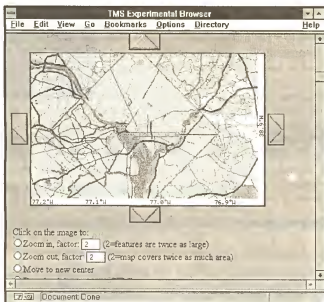 TMS Experimental Browser
File Edit View Go Bookmarks Options Directory Help
38.9°N
77.2°W 77.1°W 77.0°W 76.9°W
Click on the image to:
Zoom in, factor: 2 (2=features are twice as large)
Zoom out, factor: 2 (2=map covers twice as much area)
Move to new center
Document Done